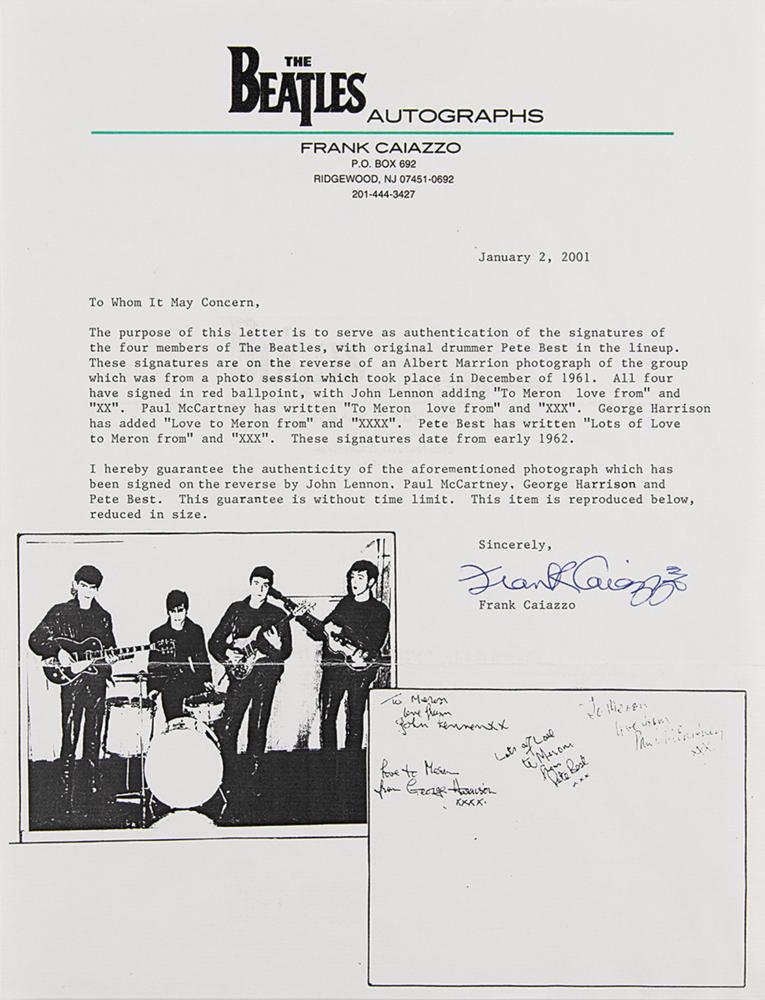 THE
BEATLES AUTOGRAPHS
FRANK CAIAZZO
P.O. BOX 692
RIDGEWOOD, NJ 07451-0692
201-444-3427
January 2, 2001
To Whom It May Concern,
The purpose of this letter is to serve as authentication of the signatures of
the four members of The Beatles, with original drummer Pete Best in the lineup.
These signatures are on the reverse of an Albert Marrion photograph of the group
which was from a photo session which took place in December of 1961. All four
have signed in red ballpoint, with John Lennon adding "To Meron love from" and
"XX". Paul McCartney has written "To Meron love from" and "XXX". George Harrison
has added "Love to Meron from" and "XXXX". Pete Best has written "Lots of Love
to Meron from" and "XXX". These signatures date from early 1962.
I hereby guarantee the authenticity of the aforementioned photograph which has
been signed on the reverse by John Lennon, Paul McCartney, George Harrison and
Pete Best. This guarantee is without time limit. This item is reproduced below,
reduced in size.
Sincerely,
Frank Caiazzo
Frank Caiazzo
To Meron
love from
John Lennon XX
To Meron
love from
Paul McCartney
XXX
Lots of Love
to Meron
from
Pete Best
xxx
Love to Meron
from George Harrison
xxxx.